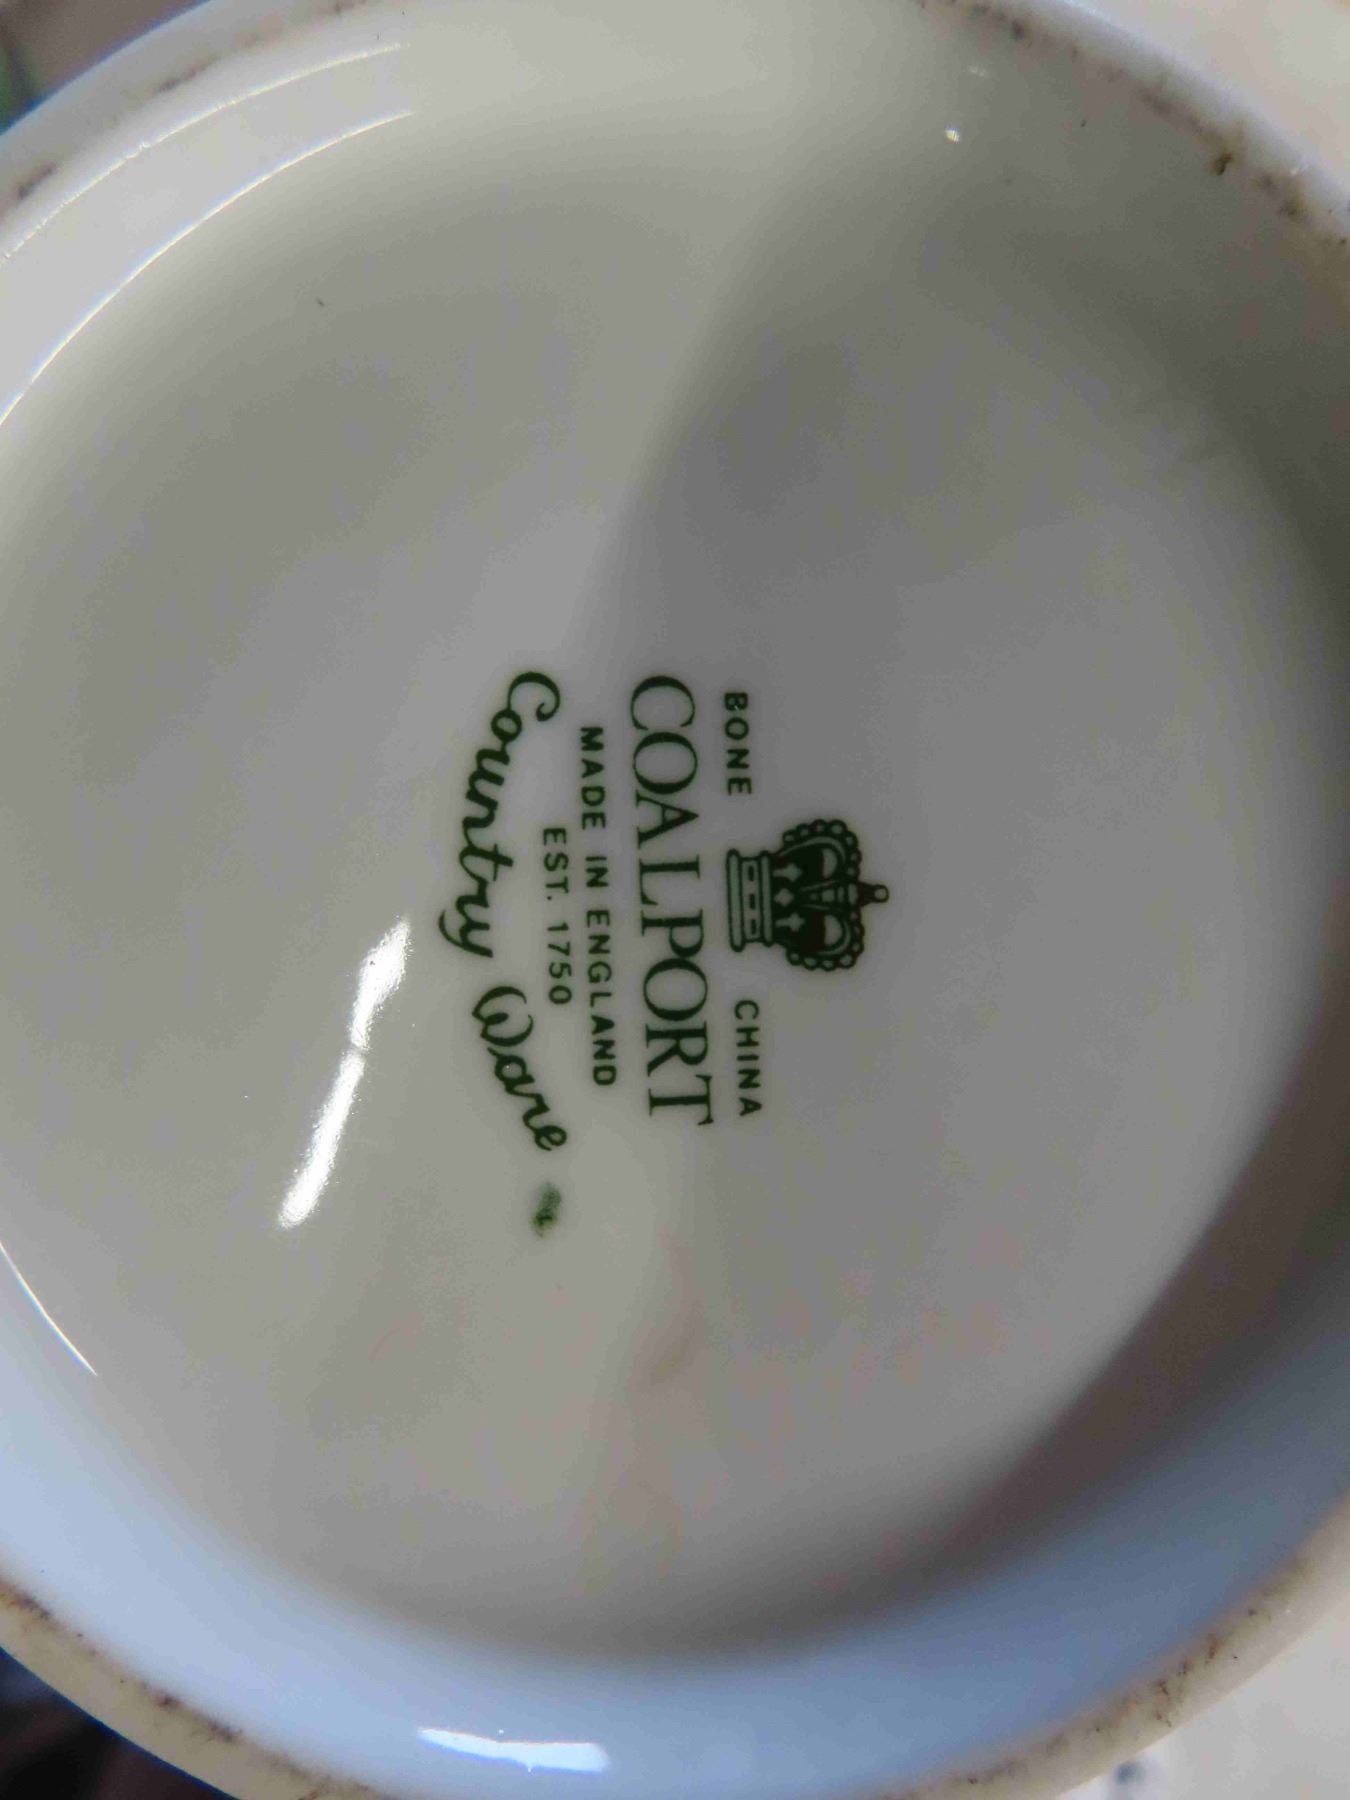 BONE CHINA
COALPORT
MADE IN ENGLAND
EST. 1750
Country Ware